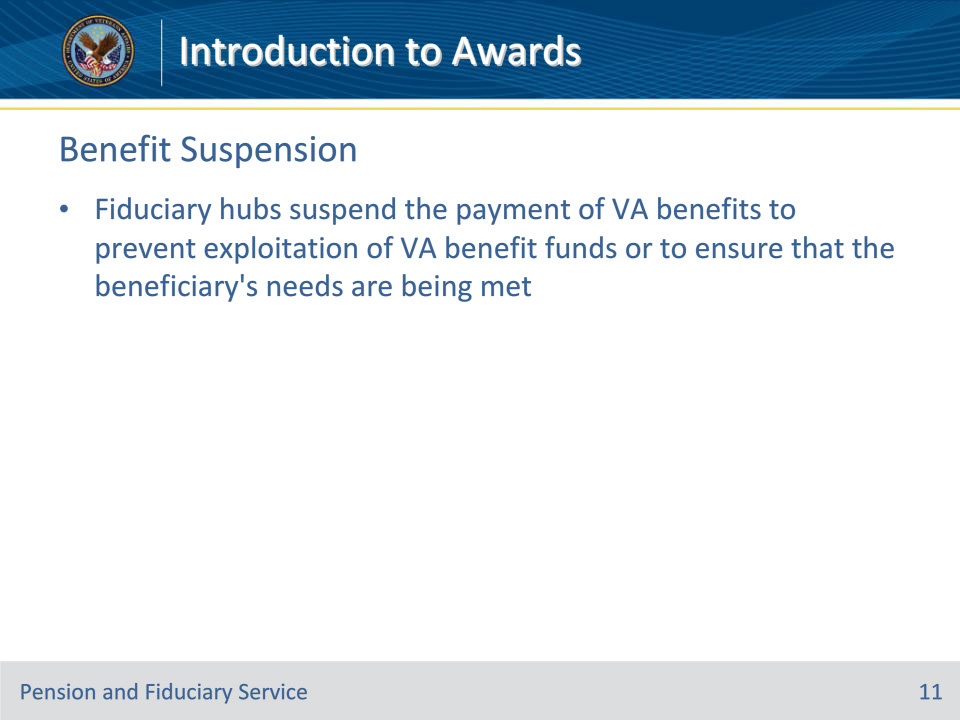 Introduction to Awards
Benefit Suspension
• Fiduciary hubs suspend the payment of VA benefits to
prevent exploitation of VA benefit funds or to ensure that the
beneficiary's needs are being met
Pension and Fiduciary Service
11